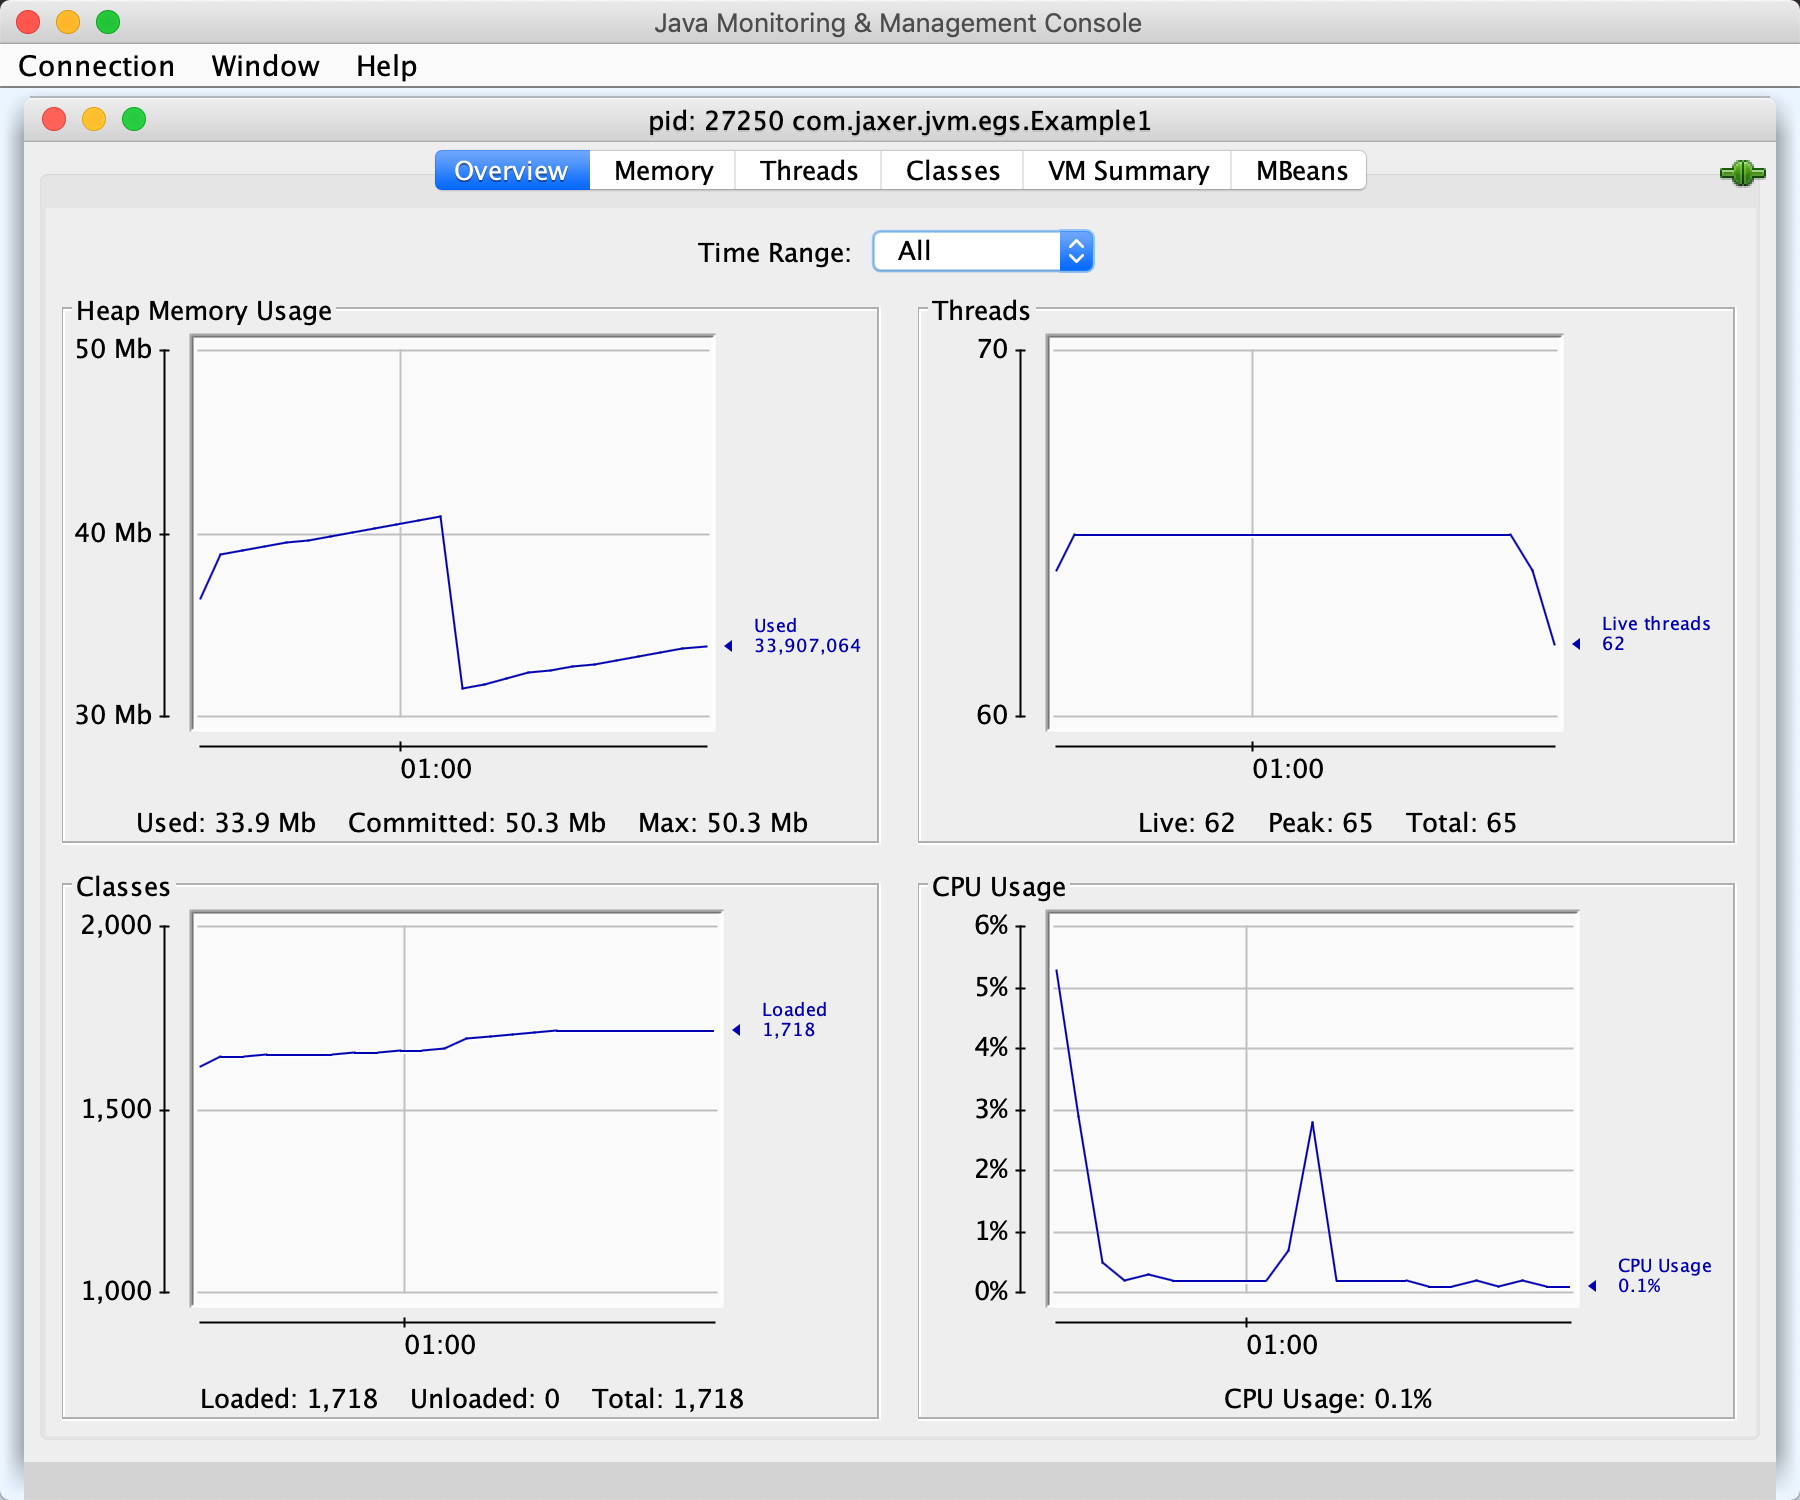 Java Monitoring & Management Console
Connection Window Help
pid: 27250 com.jaxer.jvm.egs.Example1
Overview Memory Threads Classes VM Summary MBeans
Time Range: All
Heap Memory Usage
50 Mb
40 Mb
30 Mb
Used
33,907,064
01:00
Used: 33.9 Mb Committed: 50.3 Mb Max: 50.3 Mb
Threads
70
60
Live threads
62
01:00
Live: 62 Peak: 65 Total: 65
Classes
2,000
1,500
1,000
Loaded
1,718
01:00
Loaded: 1,718 Unloaded: 0 Total: 1,718
CPU Usage
6%
5%
4%
3%
2%
1%
0%
CPU Usage
0.1%
01:00
CPU Usage: 0.1%